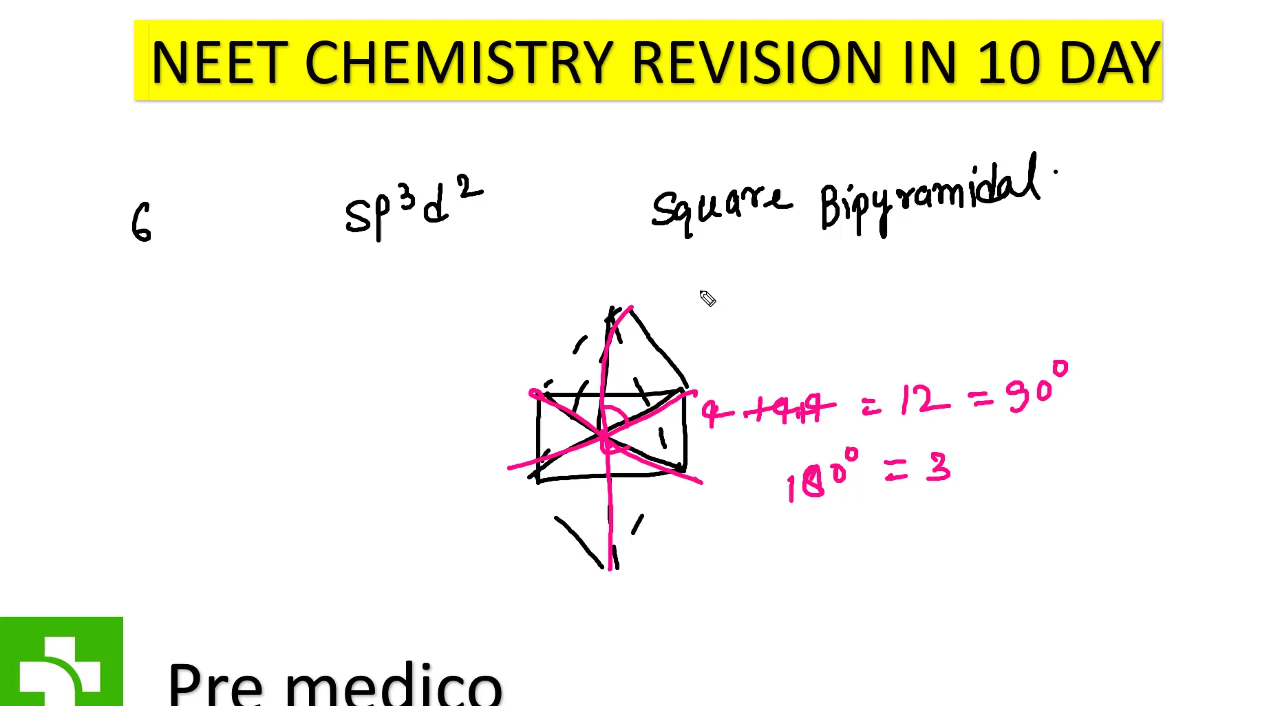 NEET CHEMISTRY REVISION IN 10 DAY
6 sp³d² Square Bipyramidal.
= 12 = 90°
180° = 3
Pre medico